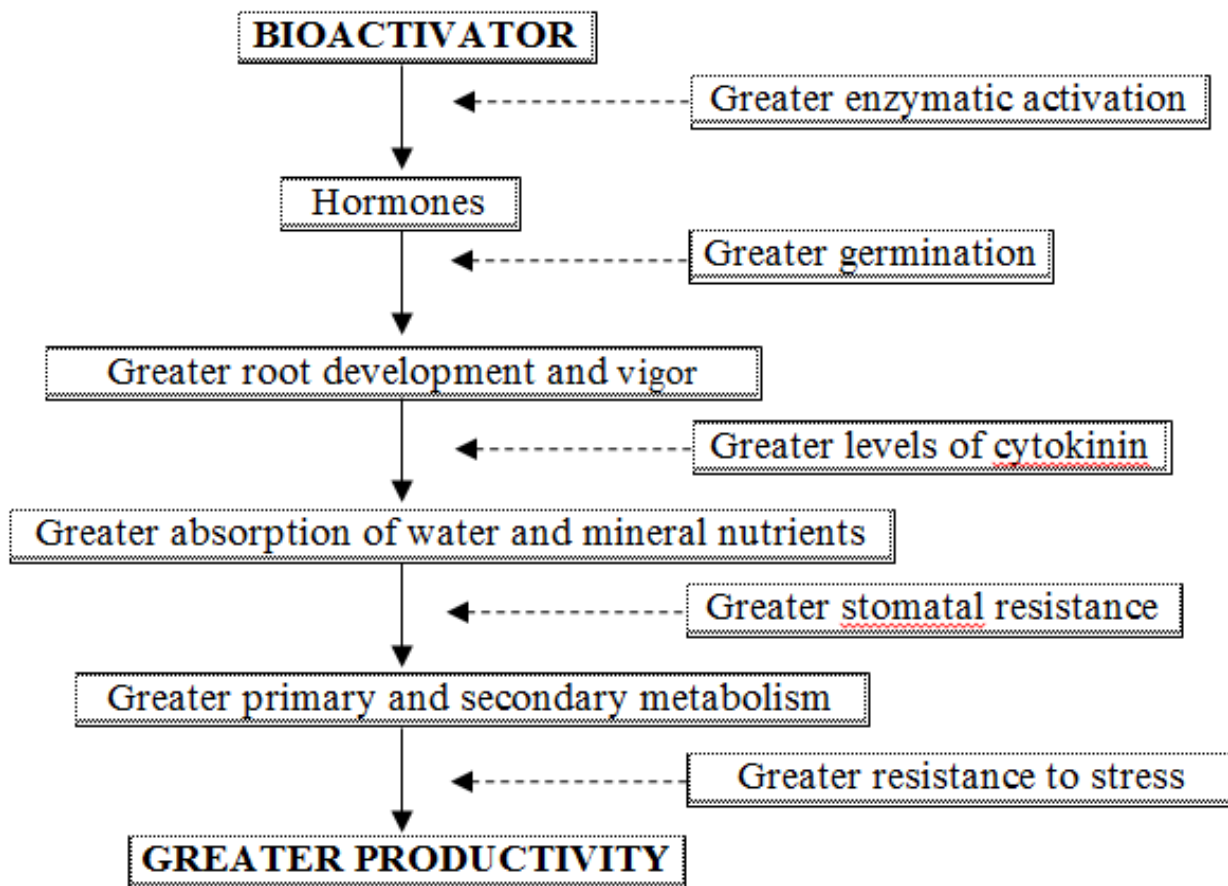 BIOACTIVATOR
Greater enzymatic activation
Hormones
Greater germination
Greater root development and vigor
Greater levels of cytokinin
Greater absorption of water and mineral nutrients
Greater stomatal resistance
Greater primary and secondary metabolism
Greater resistance to stress
GREATER PRODUCTIVITY